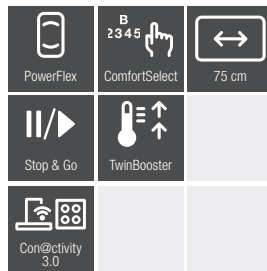 B
2345
PowerFlex
ComfortSelect
75 cm
Stop & Go
TwinBooster
Con@ctivity
3.0